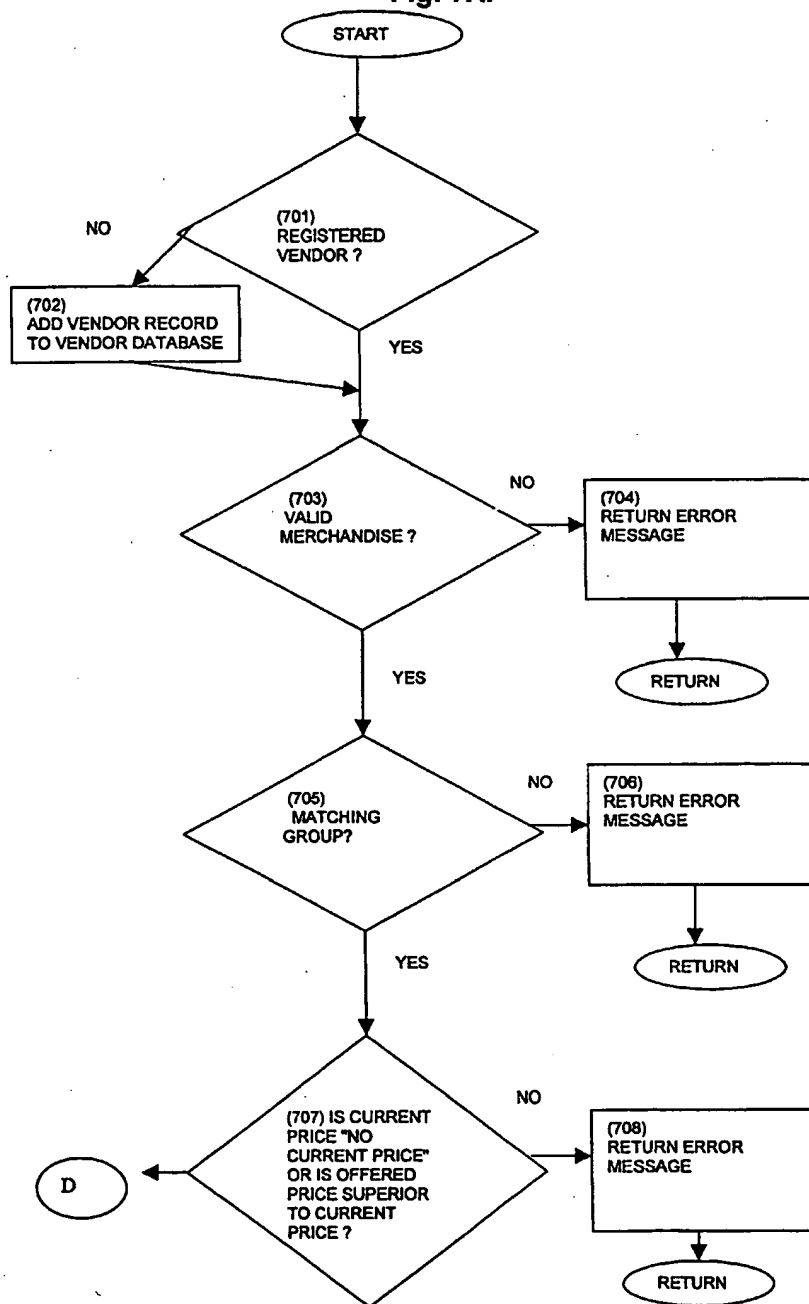 START
(701)
REGISTERED
VENDOR ?
NO
(702)
ADD VENDOR RECORD
TO VENDOR DATABASE
YES
(703)
VALID
MERCHANDISE ?
NO
(704)
RETURN ERROR
MESSAGE
RETURN
YES
(705)
MATCHING
GROUP?
NO
(706)
RETURN ERROR
MESSAGE
RETURN
YES
(707) IS CURRENT
PRICE "NO
CURRENT PRICE"
OR IS OFFERED
PRICE SUPERIOR
TO CURRENT
PRICE ?
NO
(708)
RETURN ERROR
MESSAGE
RETURN
D